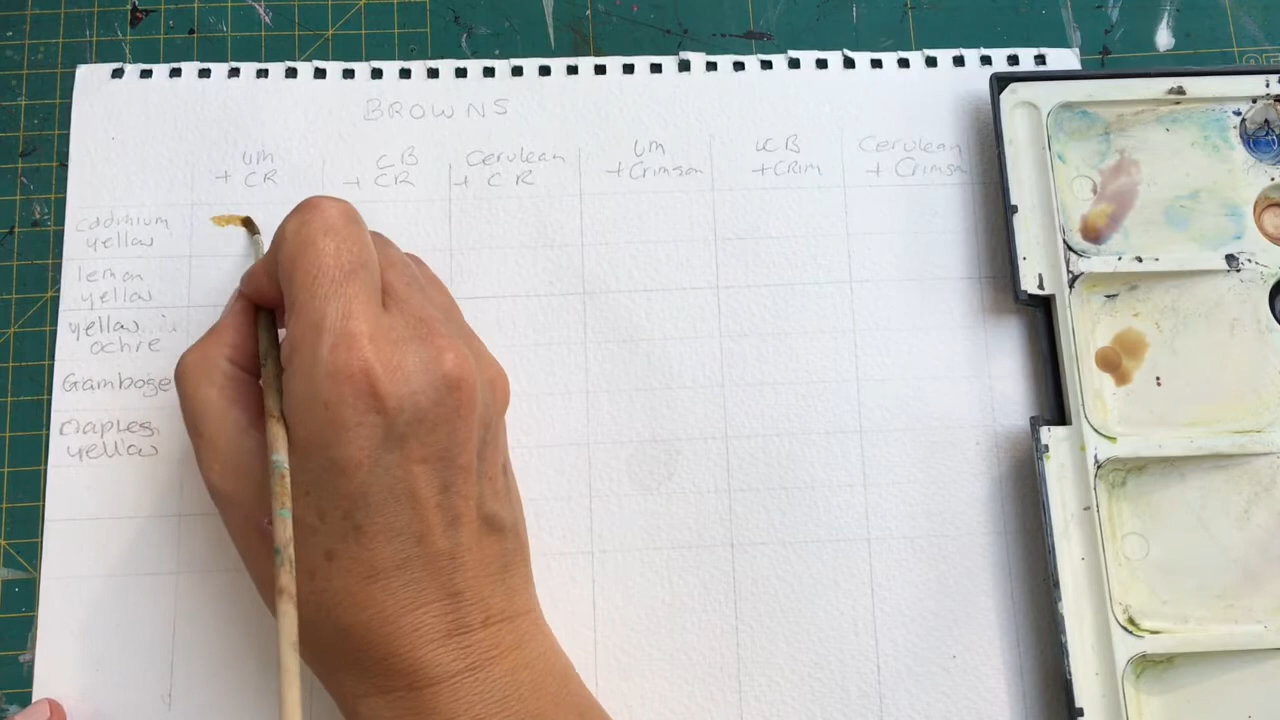 BROWNS
um
+ CR
CB
+ CR
Cerulean
+ CR
um
+Crimson
CB
+CRim
Cerulean
+ Crimson
cadmium
yellow
lemon
yellow
yellow
ochre
Gamboge
Naples
yellow